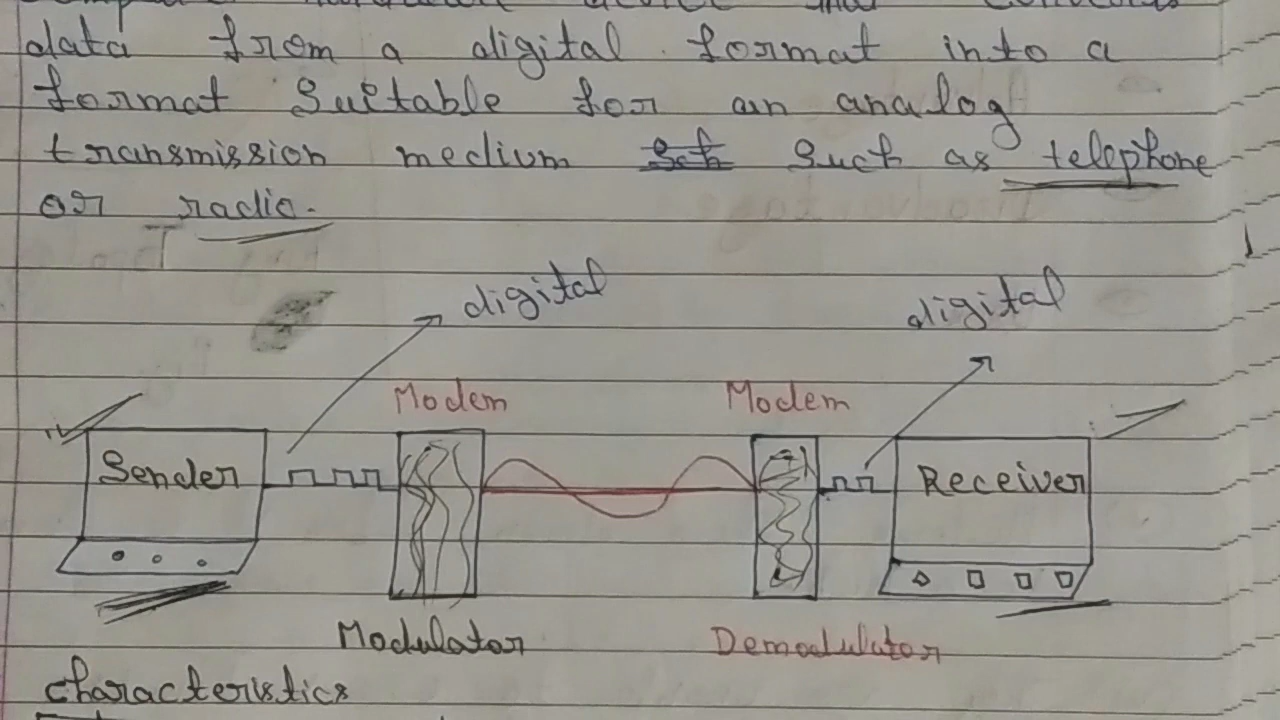 data from a digital format into a
format Suitable for an analog
transmission medium such as telephone
or radio.
digital
digital
Modem
Modem
Sender
Receiver
Modulator
Demodulator
characteristics